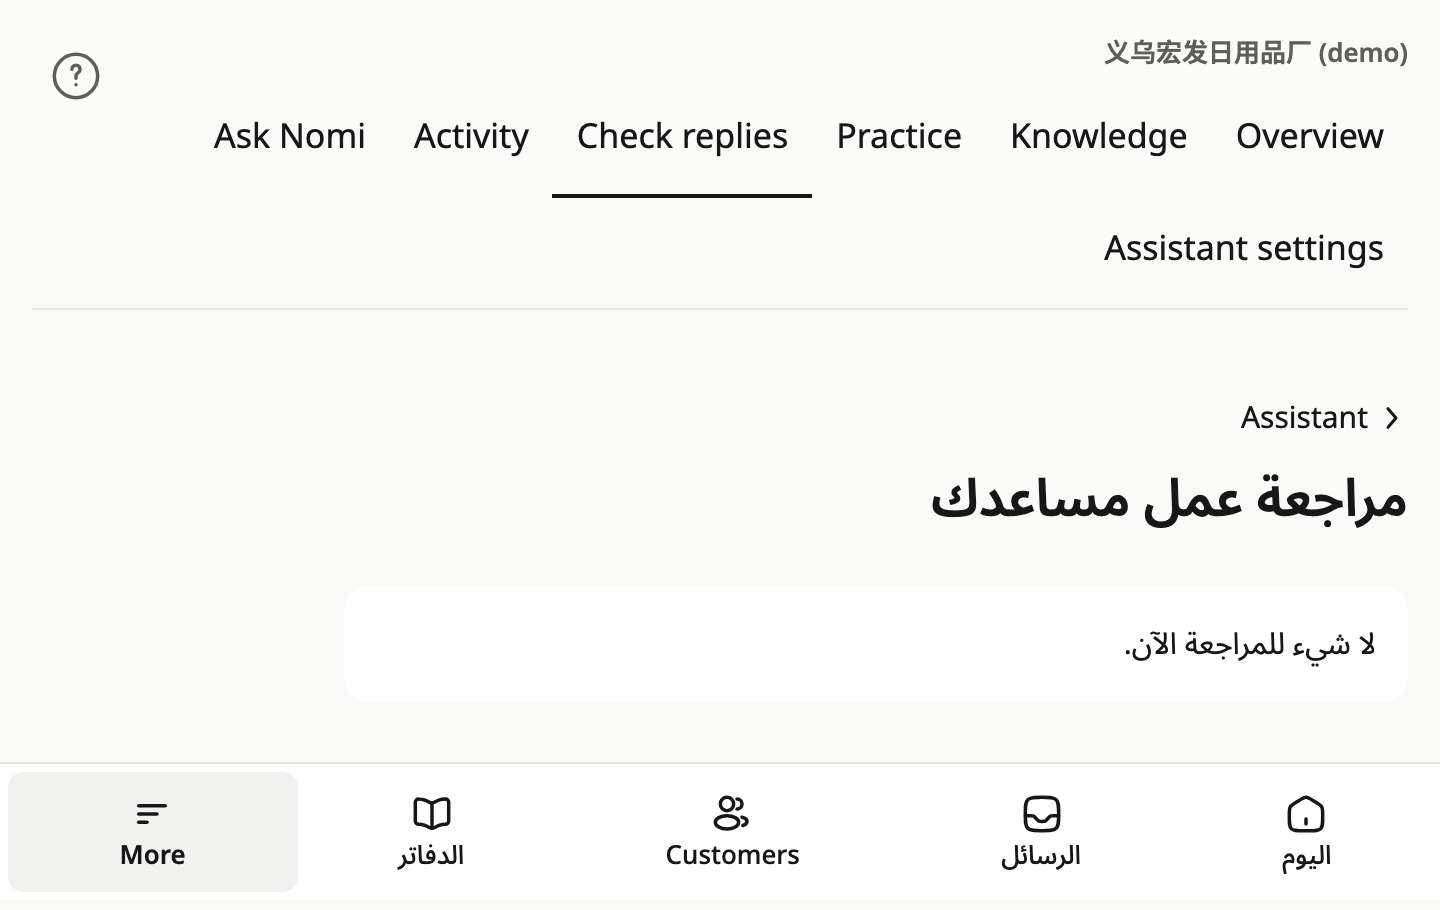 义乌宏发日用品厂 (demo)
Overview Knowledge Practice Check replies Activity Ask Nomi
Assistant settings
Assistant
مراجعة عمل مساعدك
لا شيء للمراجعة الآن.
اليوم الرسائل Customers الدفاتر More